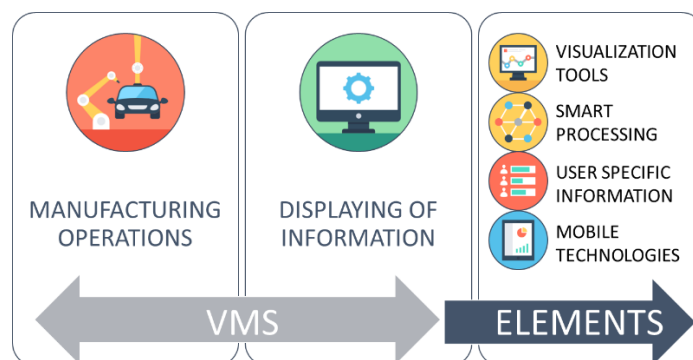 MANUFACTURING
OPERATIONS
DISPLAYING OF
INFORMATION
VISUALIZATION
TOOLS
SMART
PROCESSING
USER SPECIFIC
INFORMATION
MOBILE
TECHNOLOGIES
VMS
ELEMENTS